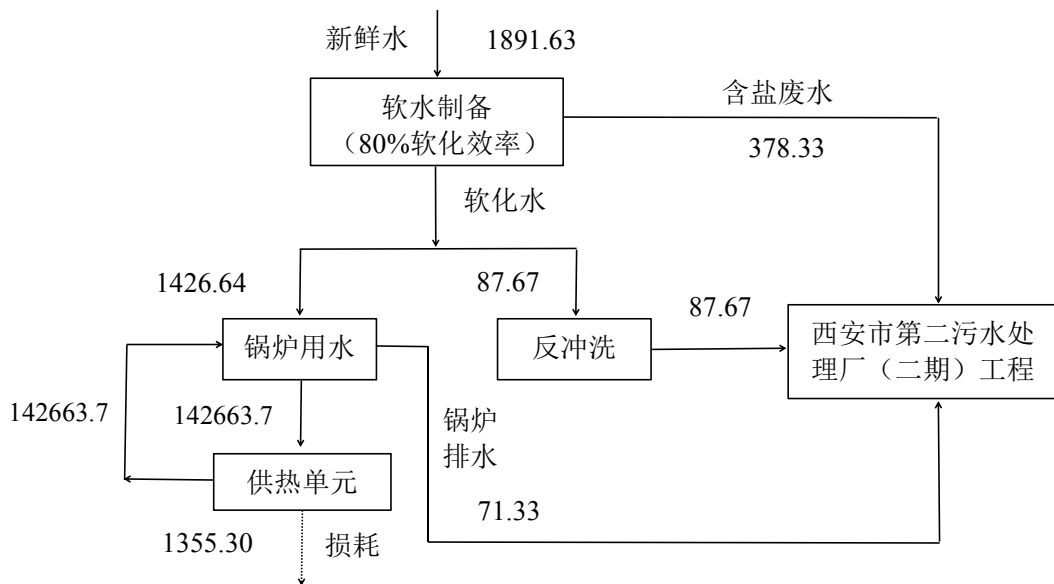 新鲜水
1891.63
软水制备
（80%软化效率）
含盐废水
378.33
软化水
1426.64
87.67
87.67
锅炉用水
反冲洗
西安市第二污水处
理厂（二期）工程
142663.7
142663.7
锅炉
排水
供热单元
71.33
1355.30
损耗